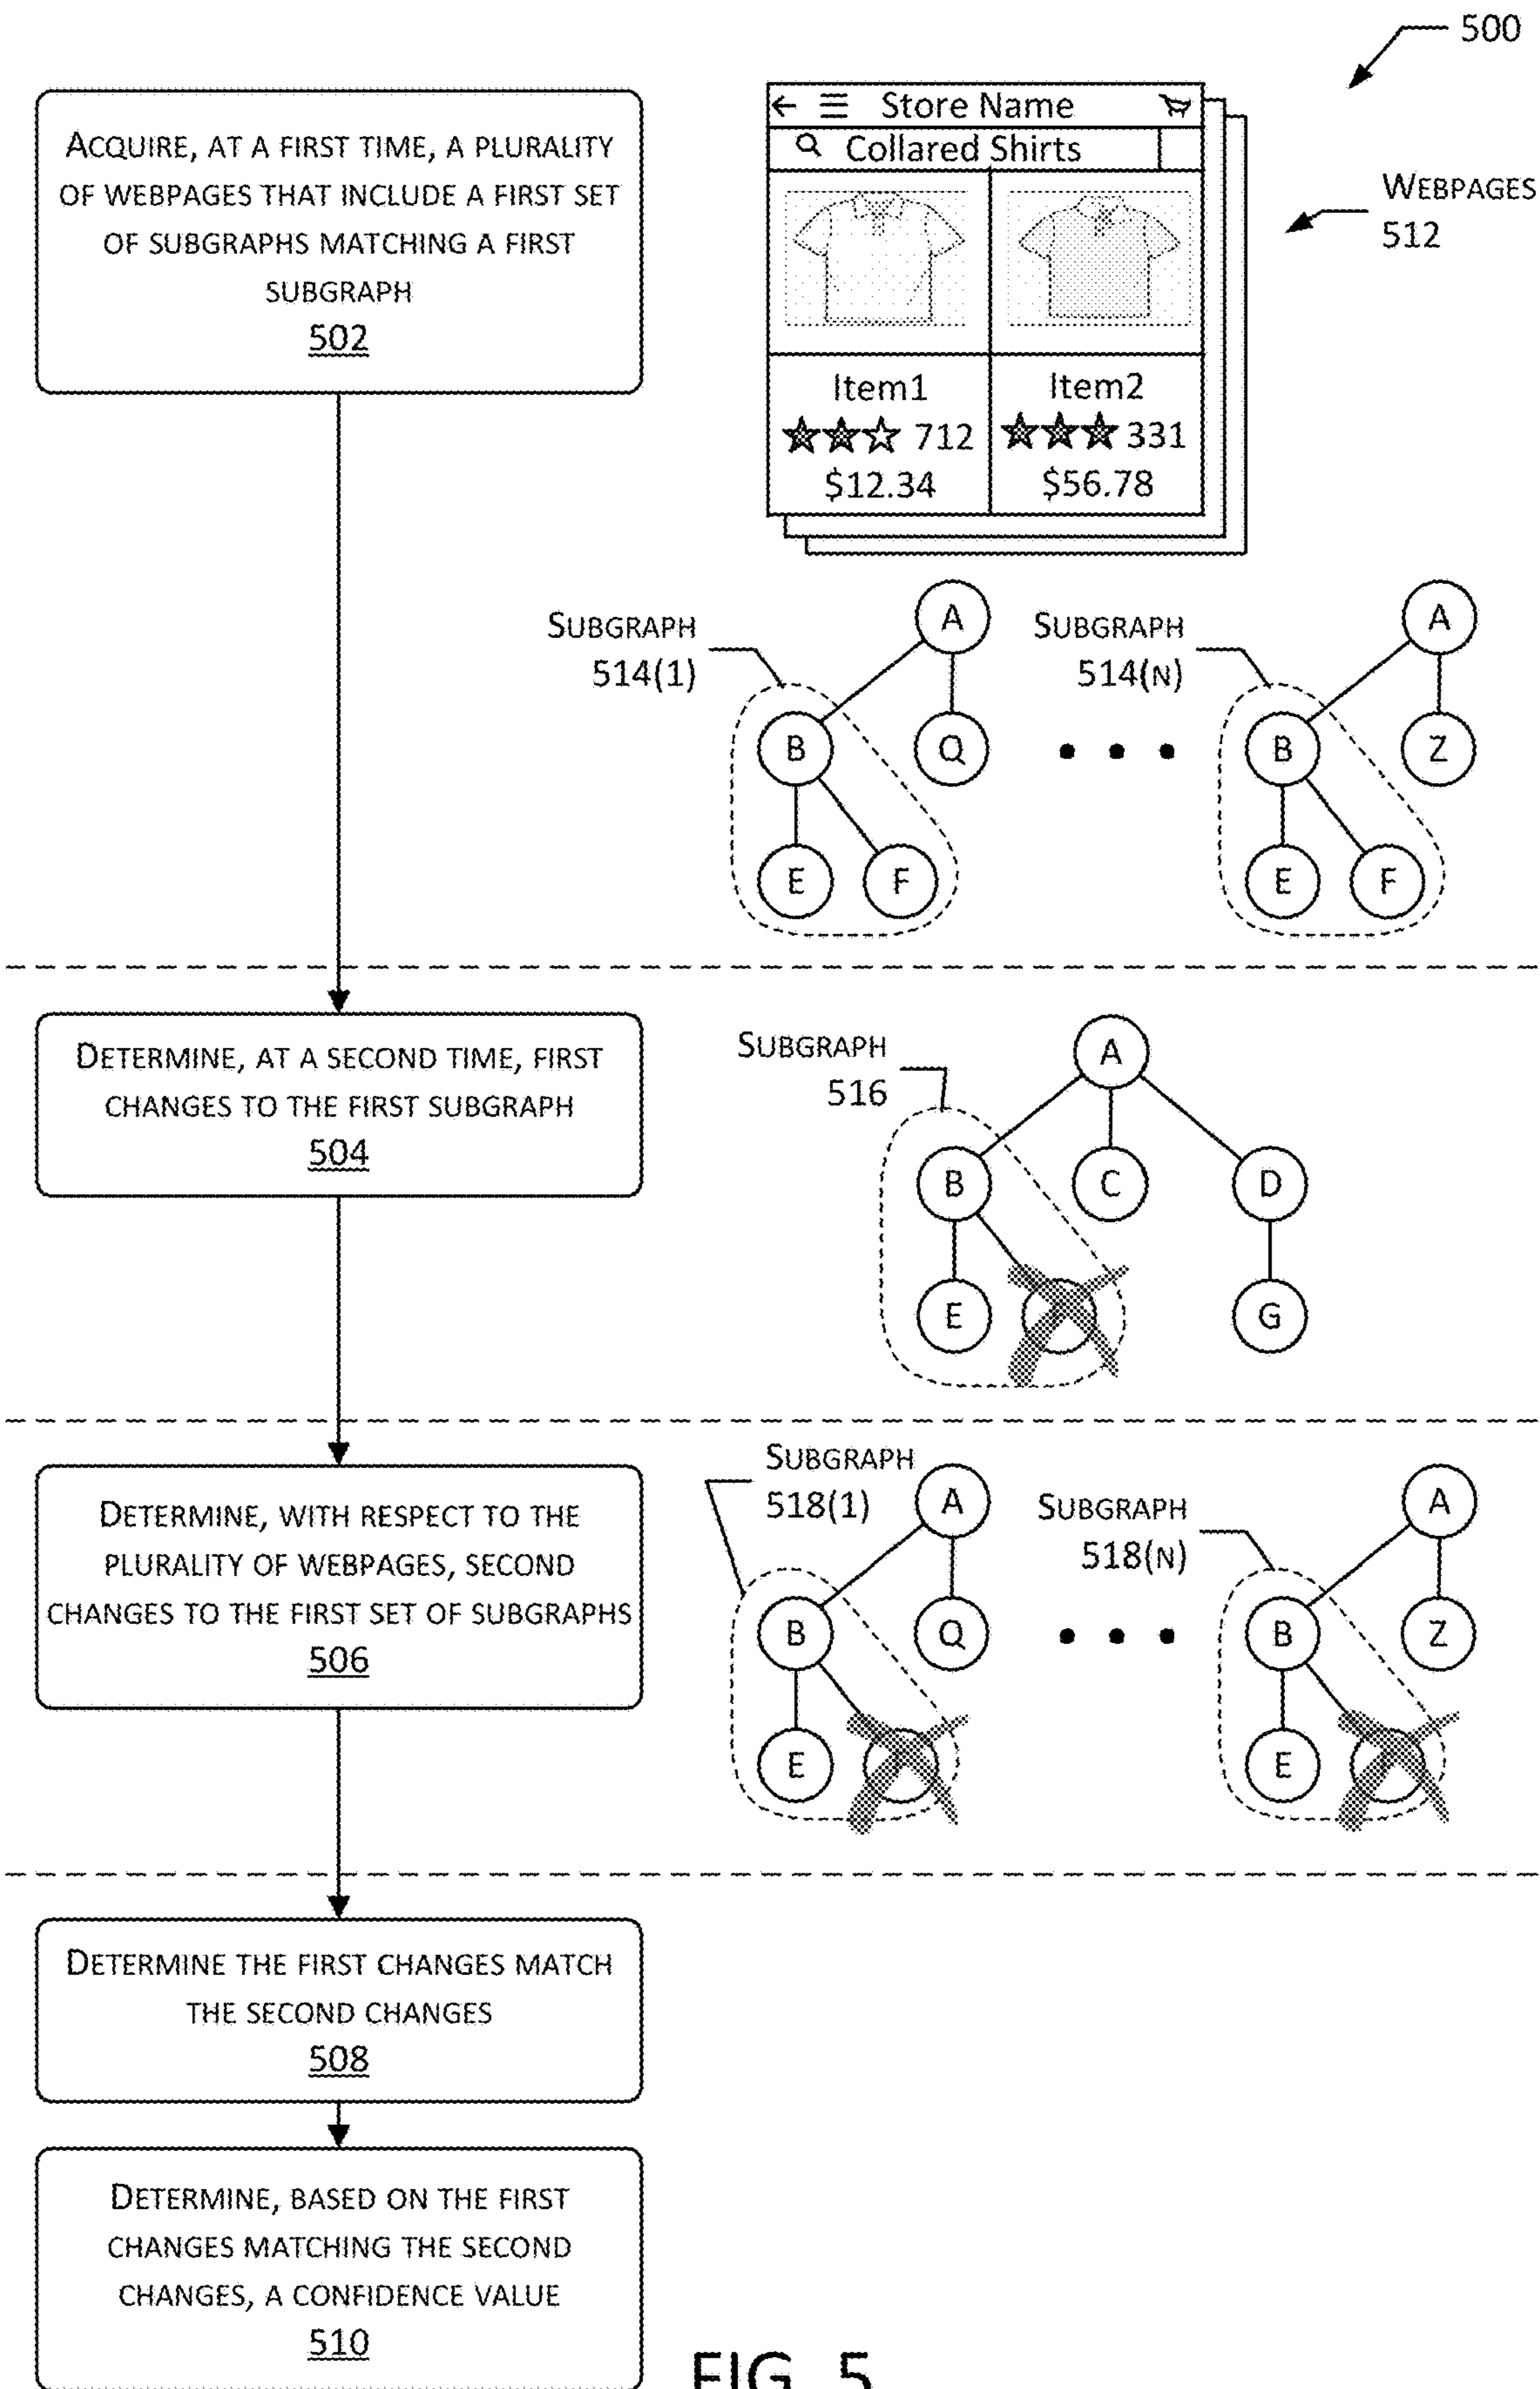 500
ACQUIRE, AT A FIRST TIME, A PLURALITY
OF WEBPAGES THAT INCLUDE A FIRST SET
OF SUBGRAPHS MATCHING A FIRST
SUBGRAPH
502
Store Name
Collared Shirts
WEBPAGES
512
Item1
712
$12.34
Item2
331
$56.78
SUBGRAPH
514(1)
A
B
Q
E
F
SUBGRAPH
514(N)
A
B
Z
E
F
DETERMINE, AT A SECOND TIME, FIRST
CHANGES TO THE FIRST SUBGRAPH
504
SUBGRAPH
516
A
B
C
D
E
G
DETERMINE, WITH RESPECT TO THE
PLURALITY OF WEBPAGES, SECOND
CHANGES TO THE FIRST SET OF SUBGRAPHS
506
SUBGRAPH
518(1)
A
B
Q
E
SUBGRAPH
518(N)
A
B
Z
E
DETERMINE THE FIRST CHANGES MATCH
THE SECOND CHANGES
508
DETERMINE, BASED ON THE FIRST
CHANGES MATCHING THE SECOND
CHANGES, A CONFIDENCE VALUE
510
FIG. 5